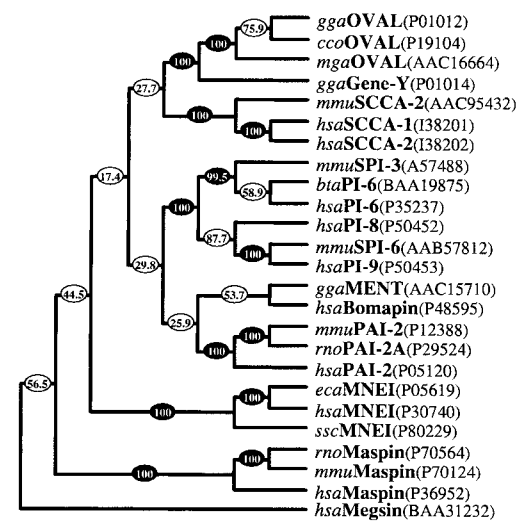 ggaOVAL(P01012)
75.9
ccoOVAL(P19104)
100
mgaOVAL(AAC16664)
100
ggaGene-Y(P01014)
27.7
mmuSCCA-2(AAC95432)
100
hsaSCCA-1(I38201)
100
hsaSCCA-2(I38202)
mmuSPI-3(A57488)
17.4
99.5
btaPI-6(BAA19875)
58.9
100
hsaPI-6(P35237)
hsaPI-8(P50452)
87.7
mmuSPI-6(AAB57812)
100
29.8
hsaPI-9(P50453)
ggaMENT(AAC15710)
53.7
44.5
hsaBomapin(P48595)
25.9
mmuPAI-2(P12388)
100
rnoPAI-2A(P29524)
100
hsaPAI-2(P05120)
56.5
ecaMNEI(P05619)
100
hsaMNEI(P30740)
100
sscMNEI(P80229)
rnoMaspin(P70564)
100
mmuMaspin(P70124)
100
hsaMaspin(P36952)
hsaMegsin(BAA31232)